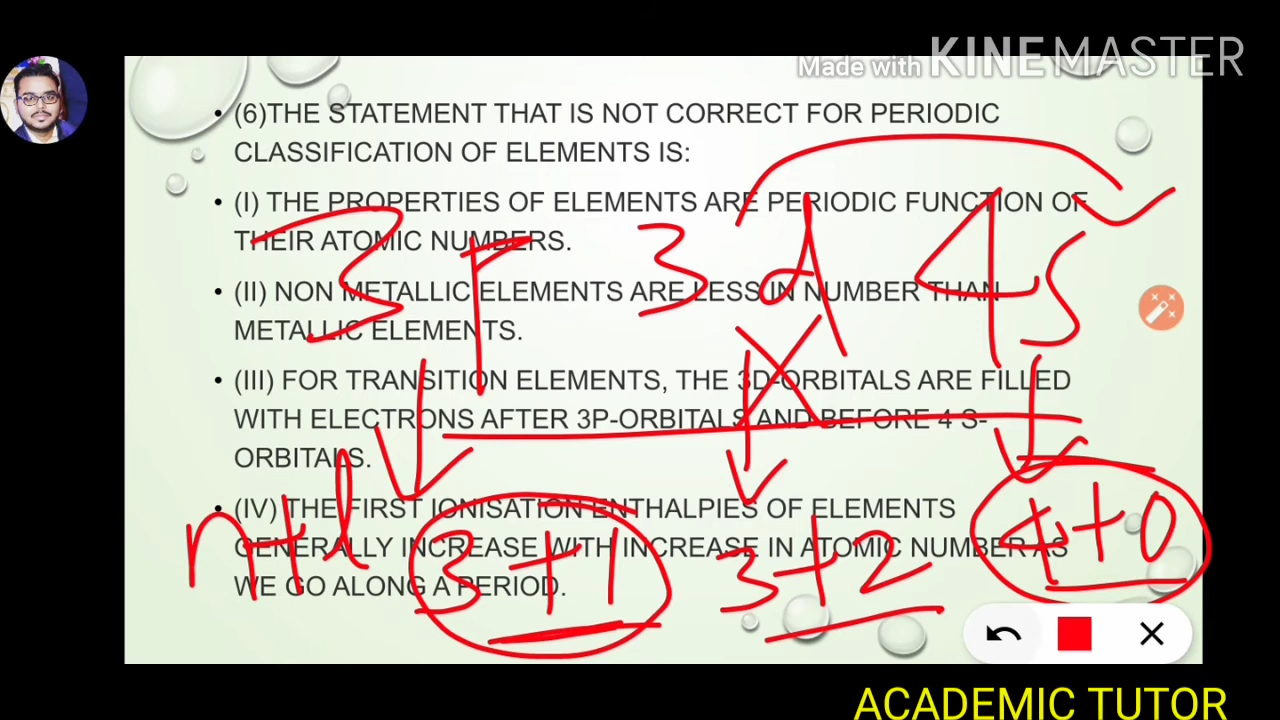 Made with KINEMASTER
(6)THE STATEMENT THAT IS NOT CORRECT FOR PERIODIC
CLASSIFICATION OF ELEMENTS IS:
(I) THE PROPERTIES OF ELEMENTS ARE PERIODIC FUNCTION OF
THEIR ATOMIC NUMBERS.
(II) NON METALLIC ELEMENTS ARE LESS IN NUMBER THAN
METALLIC ELEMENTS.
(III) FOR TRANSITION ELEMENTS, THE 3D-ORBITALS ARE FILLED
WITH ELECTRONS AFTER 3P-ORBITALS AND BEFORE 4 S-
ORBITALS.
(IV) THE FIRST IONISATION ENTHALPIES OF ELEMENTS
GENERALLY INCREASE WITH INCREASE IN ATOMIC NUMBER AS
WE GO ALONG A PERIOD.
3P 3d 4s
n+l 3+1 3+2 4+0
ACADEMIC TUTOR